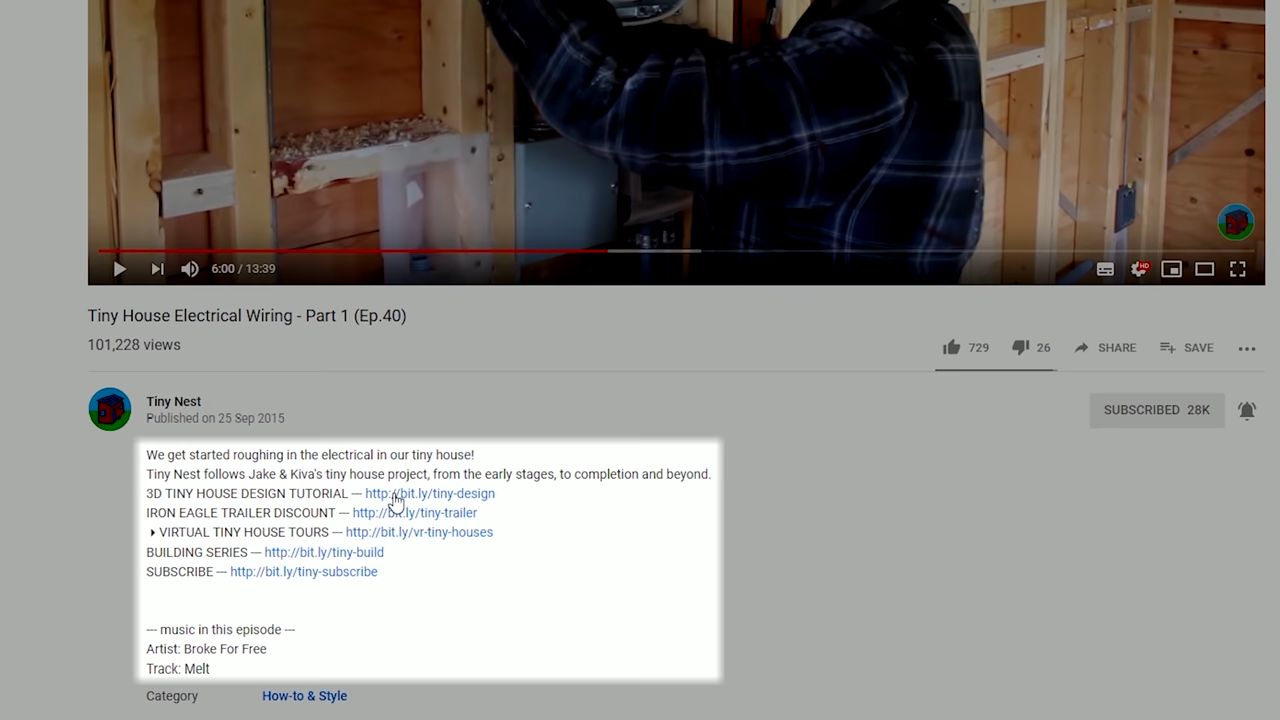 6:00 / 13:39
HD
Tiny House Electrical Wiring - Part 1 (Ep.40)
101,228 views
729
26
SHARE
SAVE
Tiny Nest
Published on 25 Sep 2015
SUBSCRIBED 28K
We get started roughing in the electrical in our tiny house!
Tiny Nest follows Jake & Kiva's tiny house project, from the early stages, to completion and beyond.
3D TINY HOUSE DESIGN TUTORIAL --- http://bit.ly/tiny-design
IRON EAGLE TRAILER DISCOUNT --- http://bit.ly/tiny-trailer
VIRTUAL TINY HOUSE TOURS --- http://bit.ly/vr-tiny-houses
BUILDING SERIES --- http://bit.ly/tiny-build
SUBSCRIBE --- http://bit.ly/tiny-subscribe
--- music in this episode ---
Artist: Broke For Free
Track: Melt
Category How-to & Style